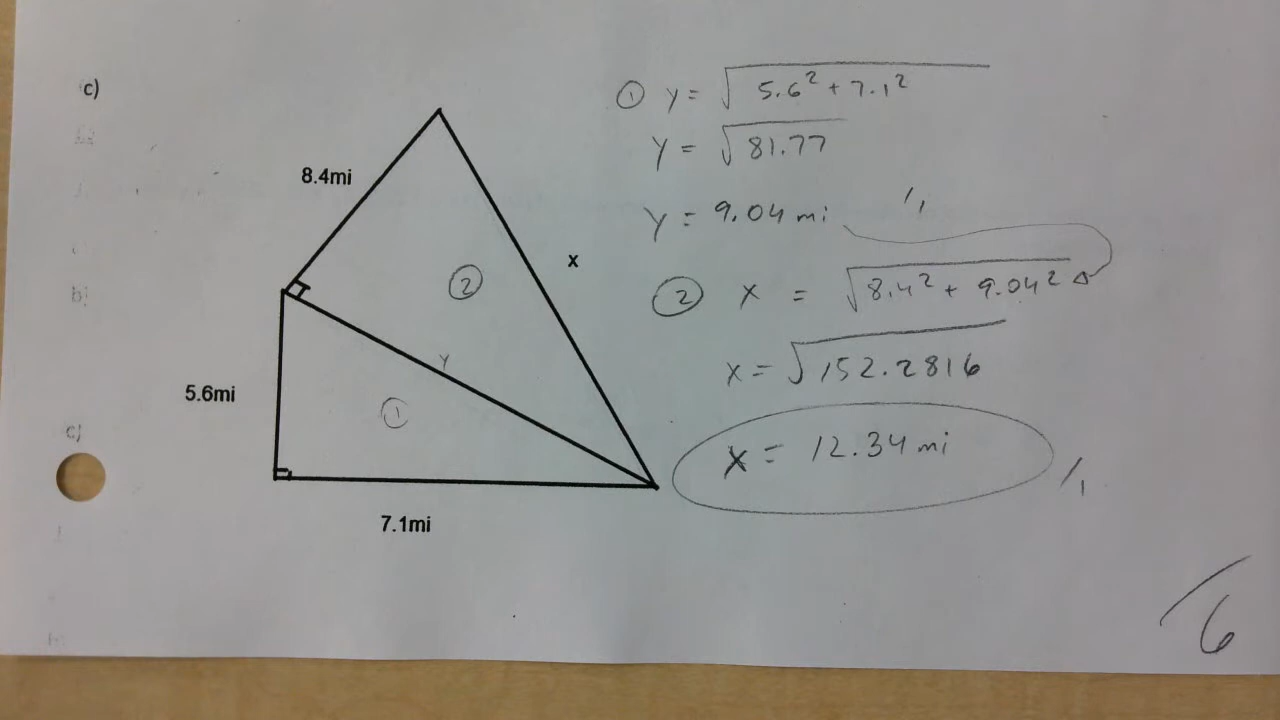 c)
① y = √5.6² + 7.1²
y = √81.77
8.4mi
y = 9.04 mi
/1
x
②
② x = √8.4² + 9.04²
b)
y
x = √152.2816
5.6mi
①
c)
x = 12.34 mi
/1
7.1mi
/6